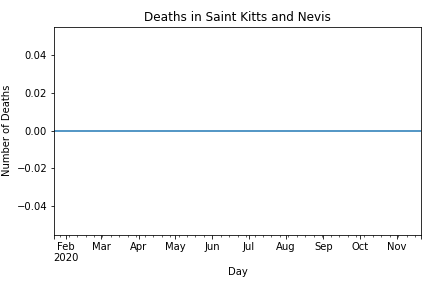 Deaths in Saint Kitts and Nevis
0.04
0.02
0.00
−0.02
−0.04
Number of Deaths
Feb Mar Apr May Jun Jul Aug Sep Oct Nov
2020
Day